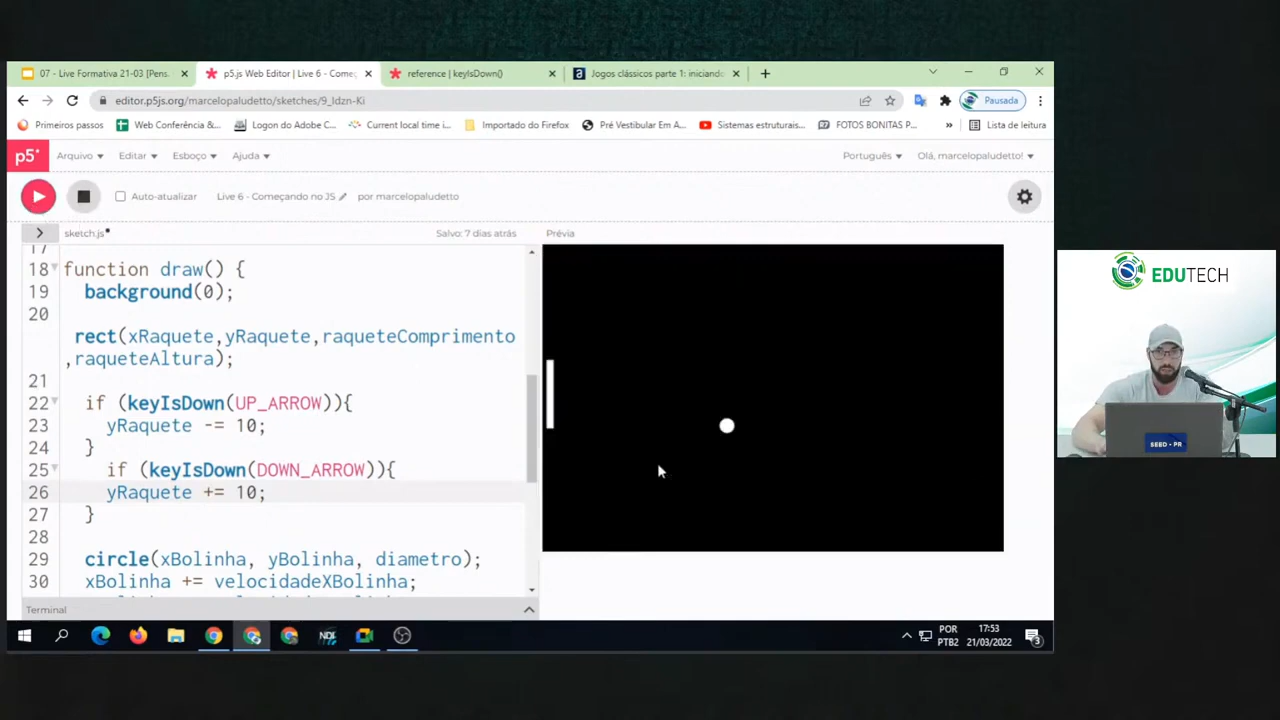 07 - Live Formativa 21-03 [Pens.
p5.js Web Editor | Live 6 - Come
reference | keyIsDown()
Jogos clássicos parte 1: iniciand
editor.p5js.org/marcelopaludetto/sketches/9_ldzn-Ki
Pausada
Primeiros passos
Web Conferência &...
Logon do Adobe C...
Current local time i...
Importado do Firefox
Pré Vestibular Em A...
Sistemas estruturais...
FOTOS BONITAS P...
»
Lista de leitura
p5*
Arquivo
Editar
Esboço
Ajuda
Português
Olá, marcelopaludetto!
Auto-atualizar
Live 6 - Começando no JS
por marcelopaludetto
sketch.js
Salvo: 7 dias atrás
Prévia
17
18 function draw() {
19 background(0);
20
rect(xRaquete,yRaquete,raqueteComprimento
,raqueteAltura);
21
22 if (keyIsDown(UP_ARROW)){
23 yRaquete -= 10;
24 }
25 if (keyIsDown(DOWN_ARROW)){
26 yRaquete += 10;
27 }
28
29 circle(xBolinha, yBolinha, diametro);
30 xBolinha += velocidadeXBolinha;
Terminal
EDUTECH
SEED - PR
NDI
POR
PTB2
17:53
21/03/2022
3